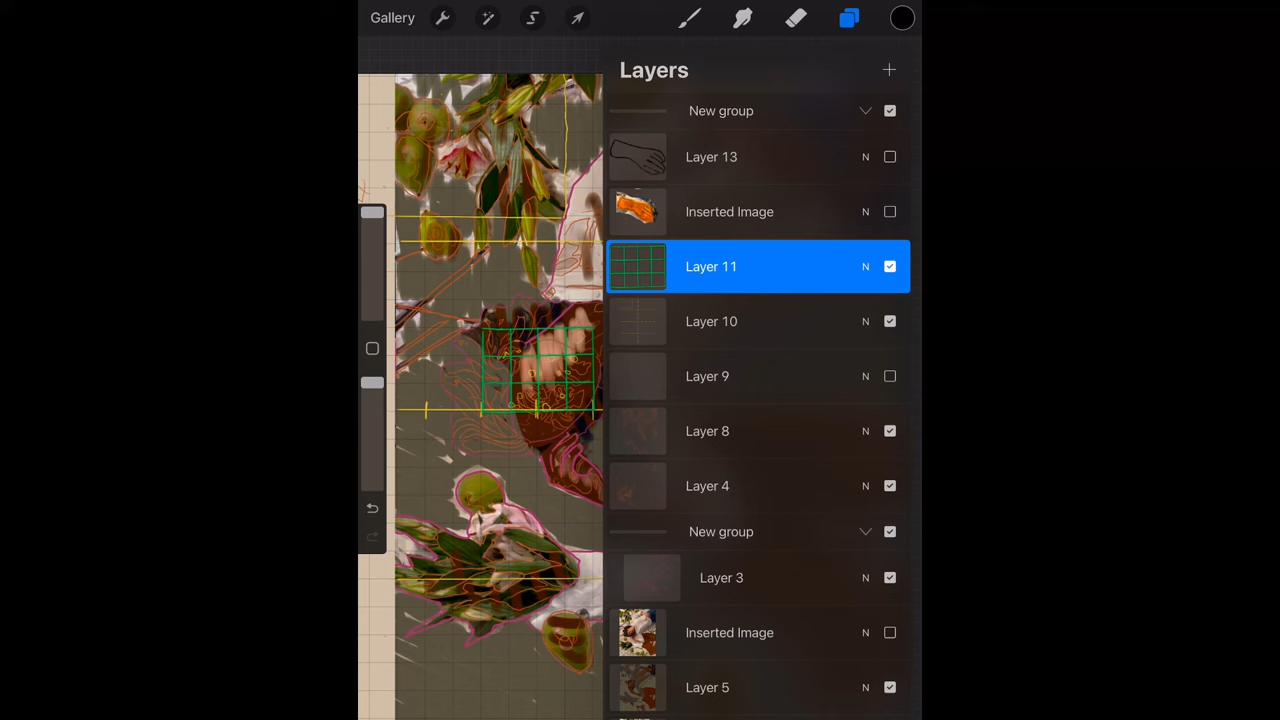 Gallery
Layers
New group
Layer 13 N
Inserted Image N
Layer 11 N
Layer 10 N
Layer 9 N
Layer 8 N
Layer 4 N
New group
Layer 3 N
Inserted Image N
Layer 5 N